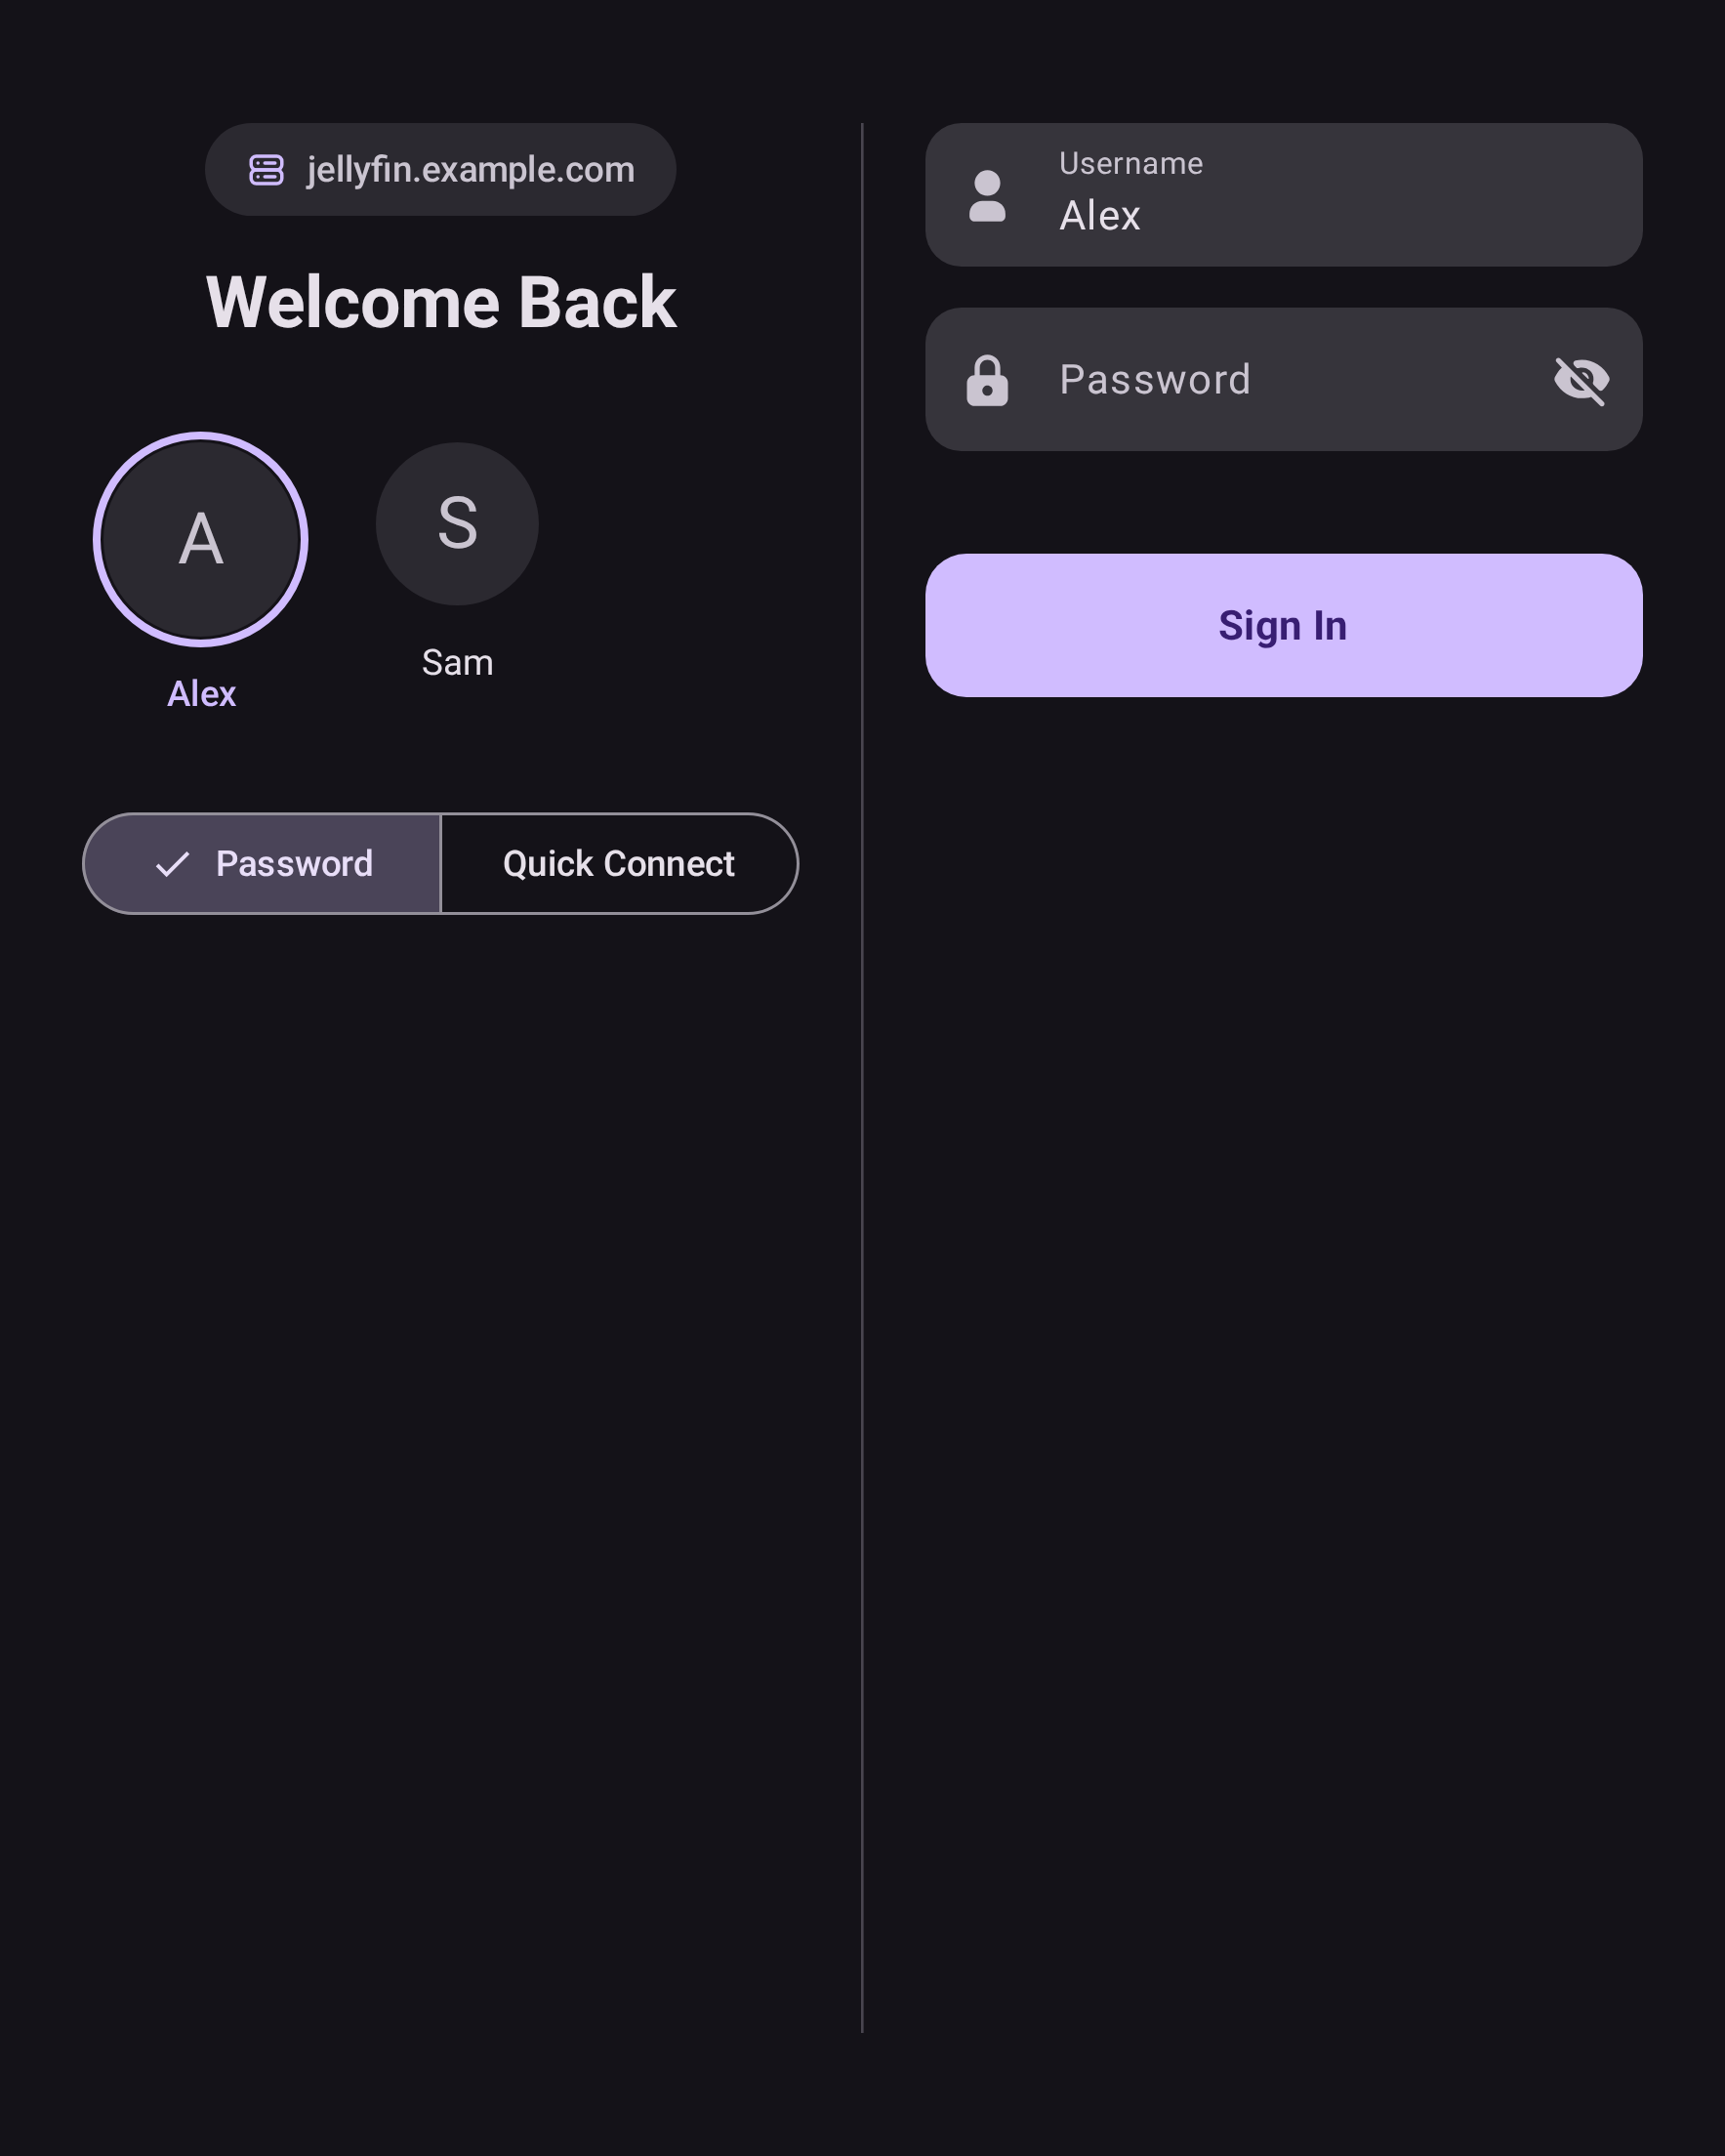 jellyfin.example.com
Welcome Back
A
S
Alex
Sam
Password
Quick Connect
Username
Alex
Password
Sign In